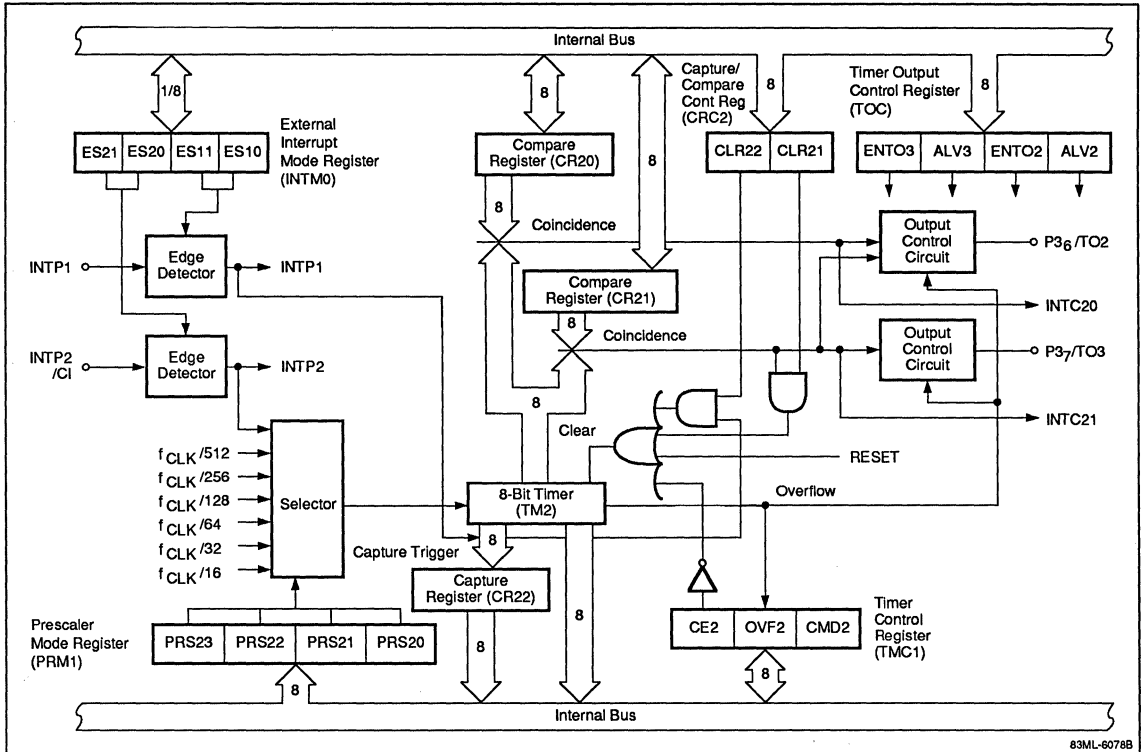 Internal Bus
1/8
8
8
Capture/
Compare
Cont Reg
(CRC2)
8
Timer Output
Control Register
(TOC)
8
ES21 ES20 ES11 ES10
External
Interrupt
Mode Register
(INTM0)
Compare
Register (CR20)
CLR22 CLR21
ENTO3 ALV3 ENTO2 ALV2
8
Coincidence
Output
Control
Circuit
P36/TO2
INTP1
Edge
Detector
INTP1
Compare
Register (CR21)
INTC20
8
Coincidence
Output
Control
Circuit
P37/TO3
INTP2
/CI
Edge
Detector
INTP2
8
Clear
INTC21
RESET
fCLK/512
fCLK/256
fCLK/128
fCLK/64
fCLK/32
fCLK/16
Selector
8-Bit Timer
(TM2)
Overflow
8
Capture Trigger
Capture
Register (CR22)
8
8
Prescaler
Mode Register
(PRM1)
PRS23 PRS22 PRS21 PRS20
8
CE2 OVF2 CMD2
Timer
Control
Register
(TMC1)
8
Internal Bus
83ML-6078B